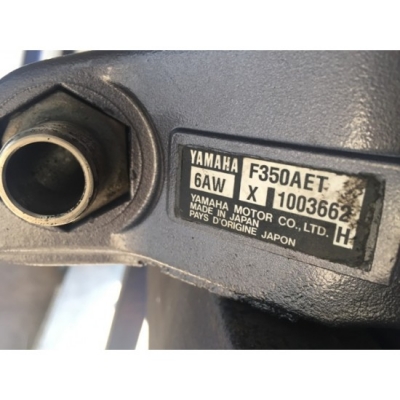 YAMAHA F350AET
6AW X 1003662
YAMAHA MOTOR CO., LTD. H
MADE IN JAPAN
PAYS D'ORIGINE JAPON